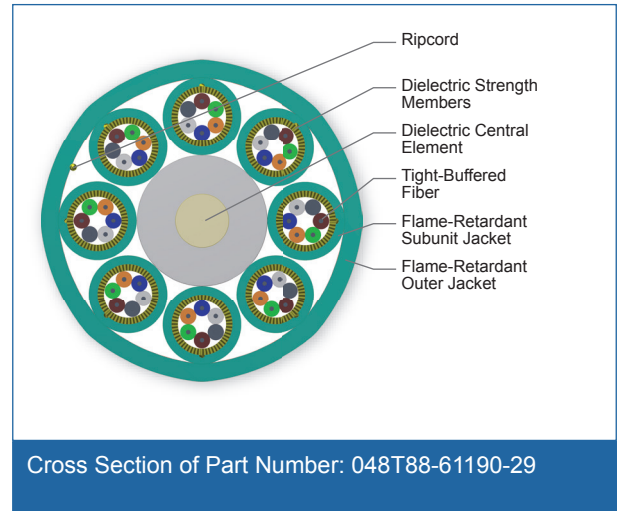 Ripcord
Dielectric Strength
Members
Dielectric Central
Element
Tight-Buffered
Fiber
Flame-Retardant
Subunit Jacket
Flame-Retardant
Outer Jacket
Cross Section of Part Number: 048T88-61190-29